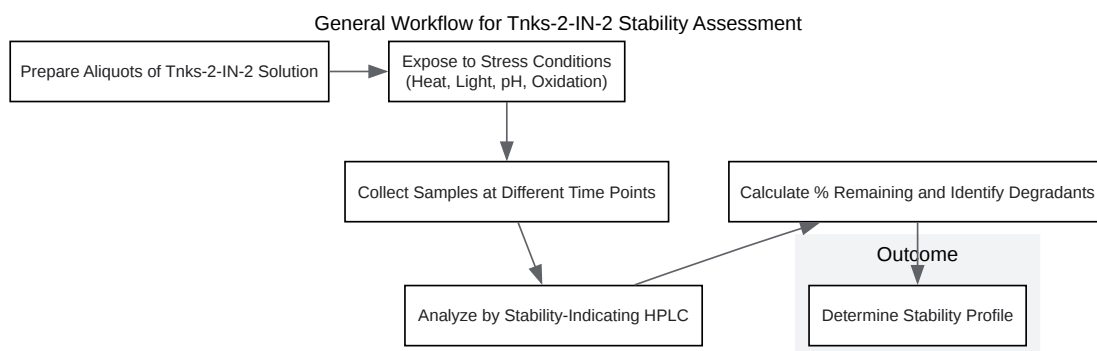 General Workflow for Tnks-2-IN-2 Stability Assessment
Prepare Aliquots of Tnks-2-IN-2 Solution
Expose to Stress Conditions
(Heat, Light, pH, Oxidation)
Collect Samples at Different Time Points
Calculate % Remaining and Identify Degradants
Outcome
Analyze by Stability-Indicating HPLC
Determine Stability Profile